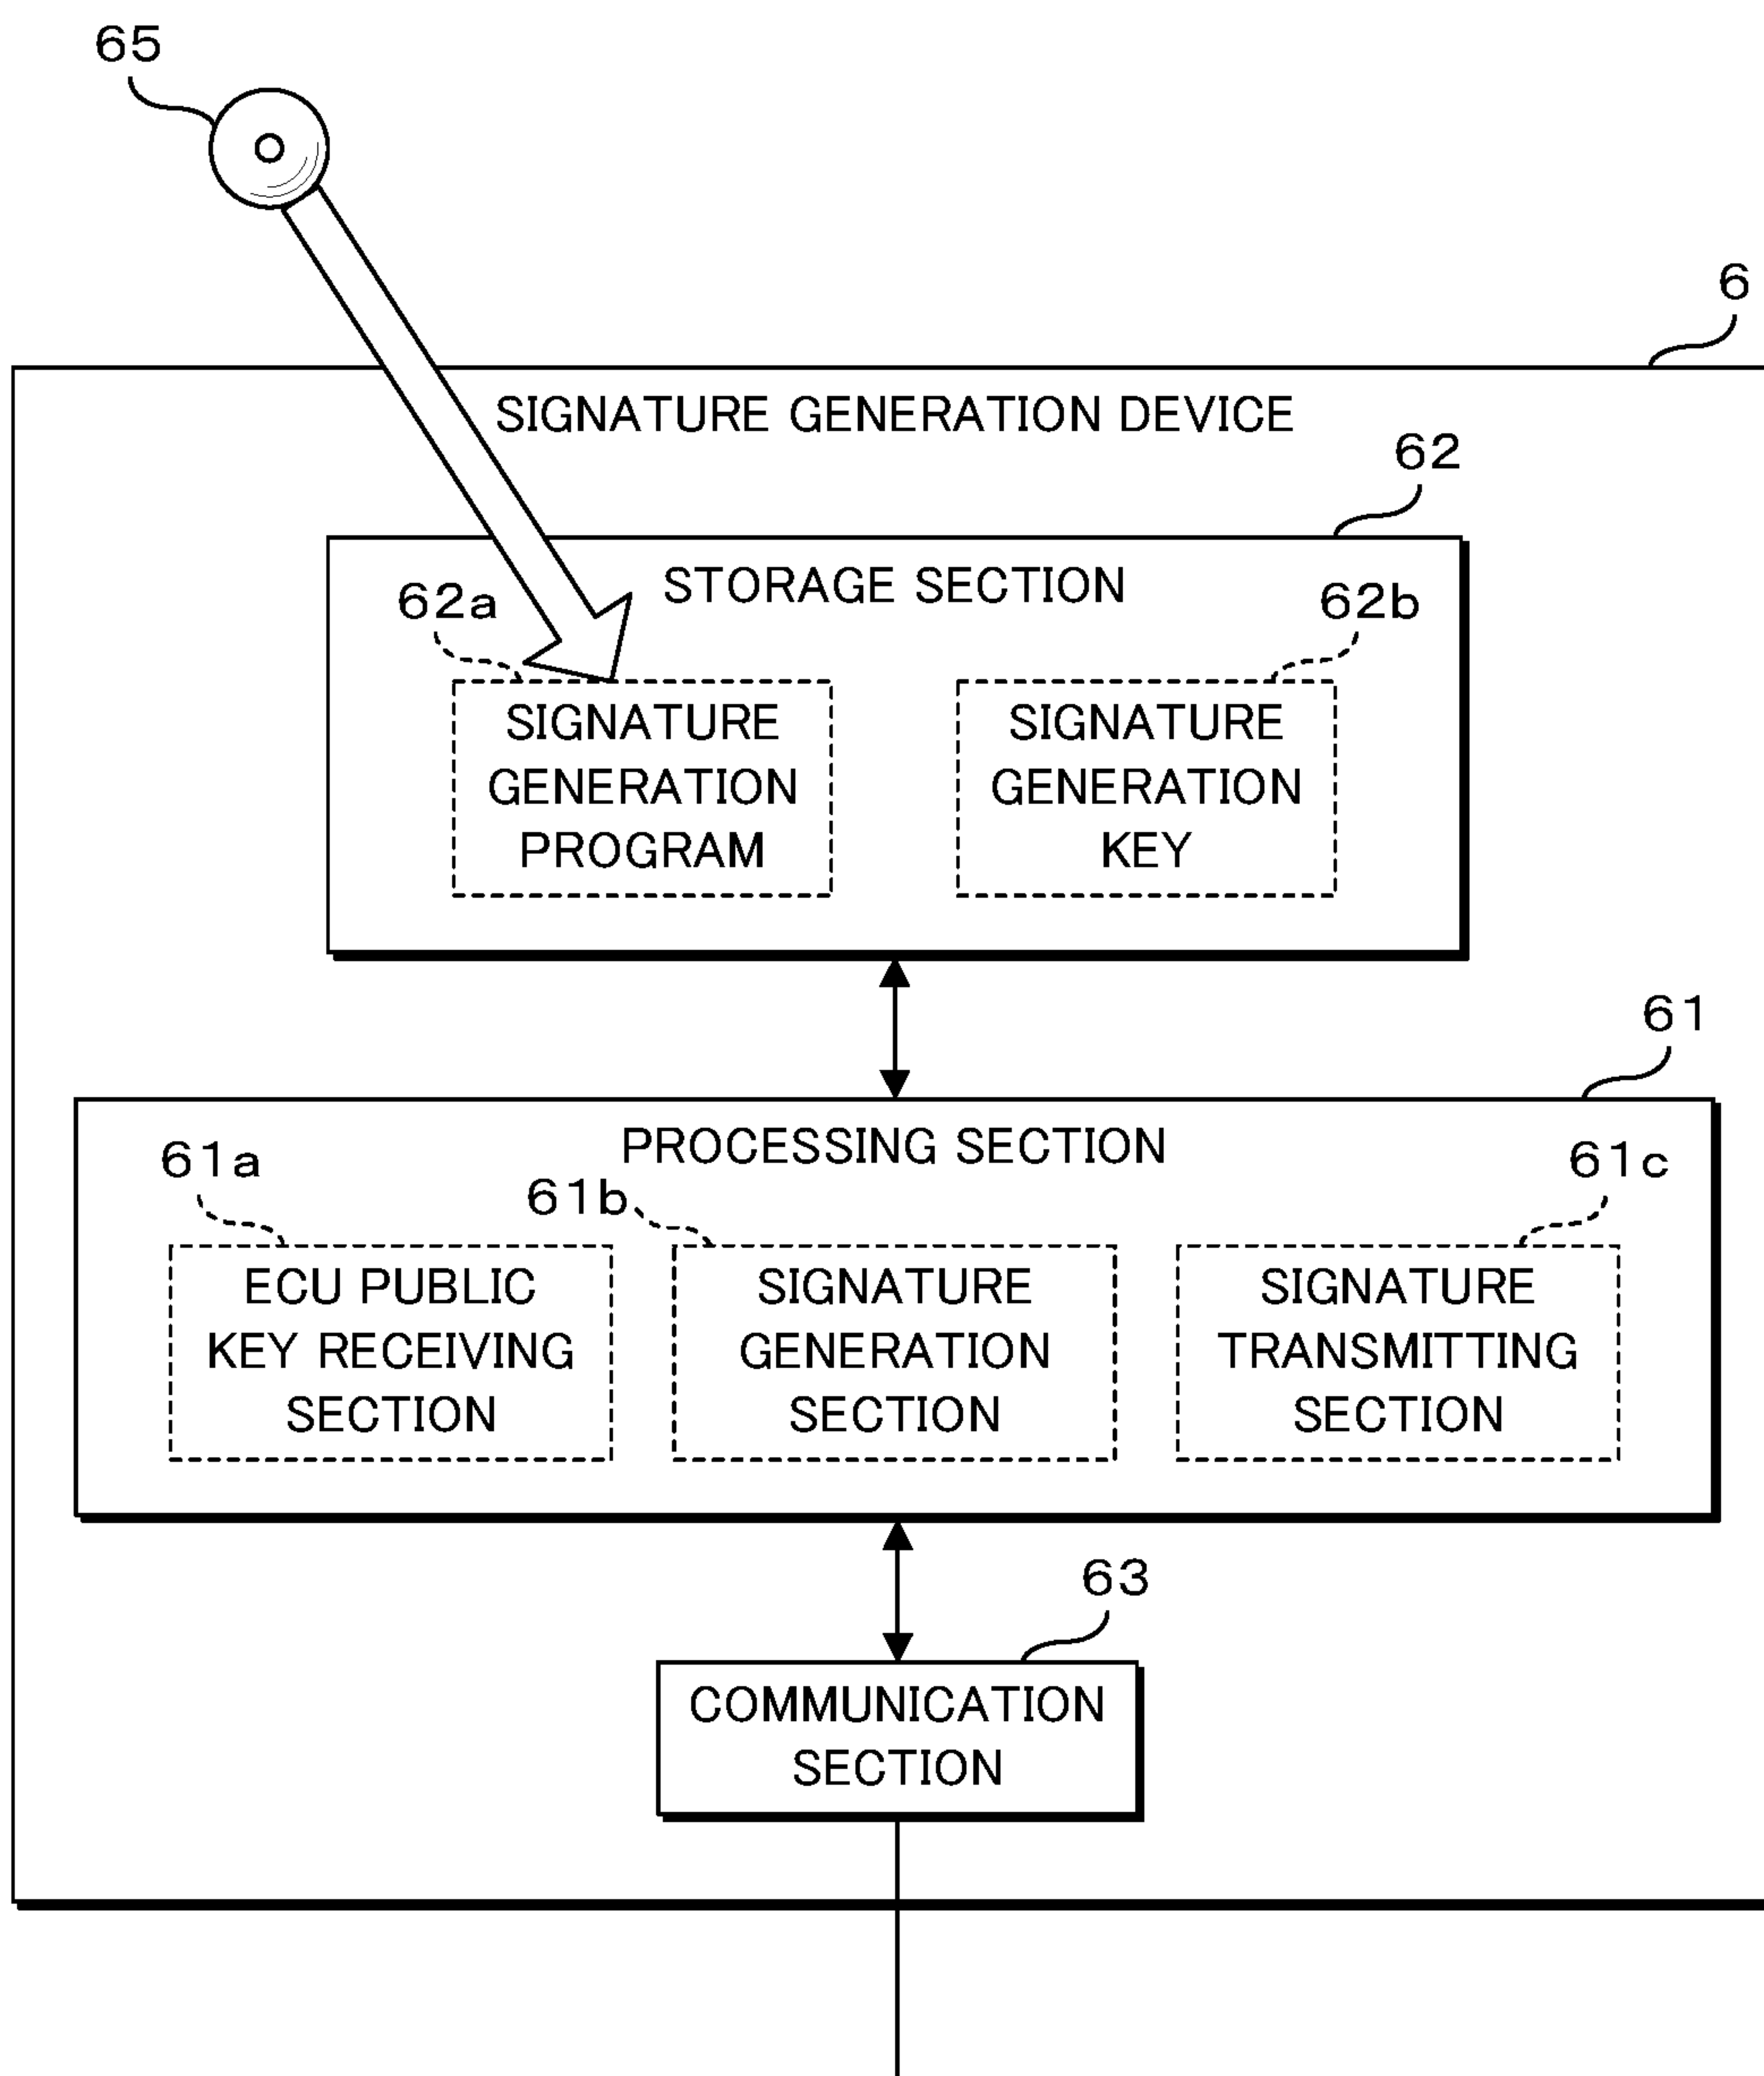 65
6
SIGNATURE GENERATION DEVICE
62
STORAGE SECTION
62a
62b
SIGNATURE
GENERATION
PROGRAM
SIGNATURE
GENERATION
KEY
61
PROCESSING SECTION
61a
61b
61c
ECU PUBLIC
KEY RECEIVING
SECTION
SIGNATURE
GENERATION
SECTION
SIGNATURE
TRANSMITTING
SECTION
63
COMMUNICATION
SECTION